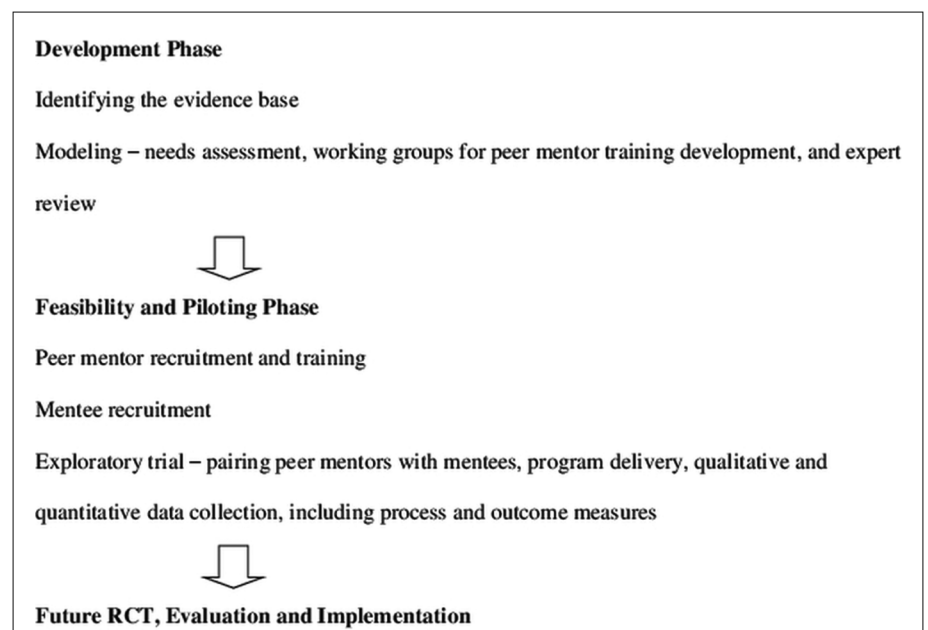 Development Phase
Identifying the evidence base
Modeling – needs assessment, working groups for peer mentor training development, and expert
review
Feasibility and Piloting Phase
Peer mentor recruitment and training
Mentee recruitment
Exploratory trial – pairing peer mentors with mentees, program delivery, qualitative and
quantitative data collection, including process and outcome measures
Future RCT, Evaluation and Implementation